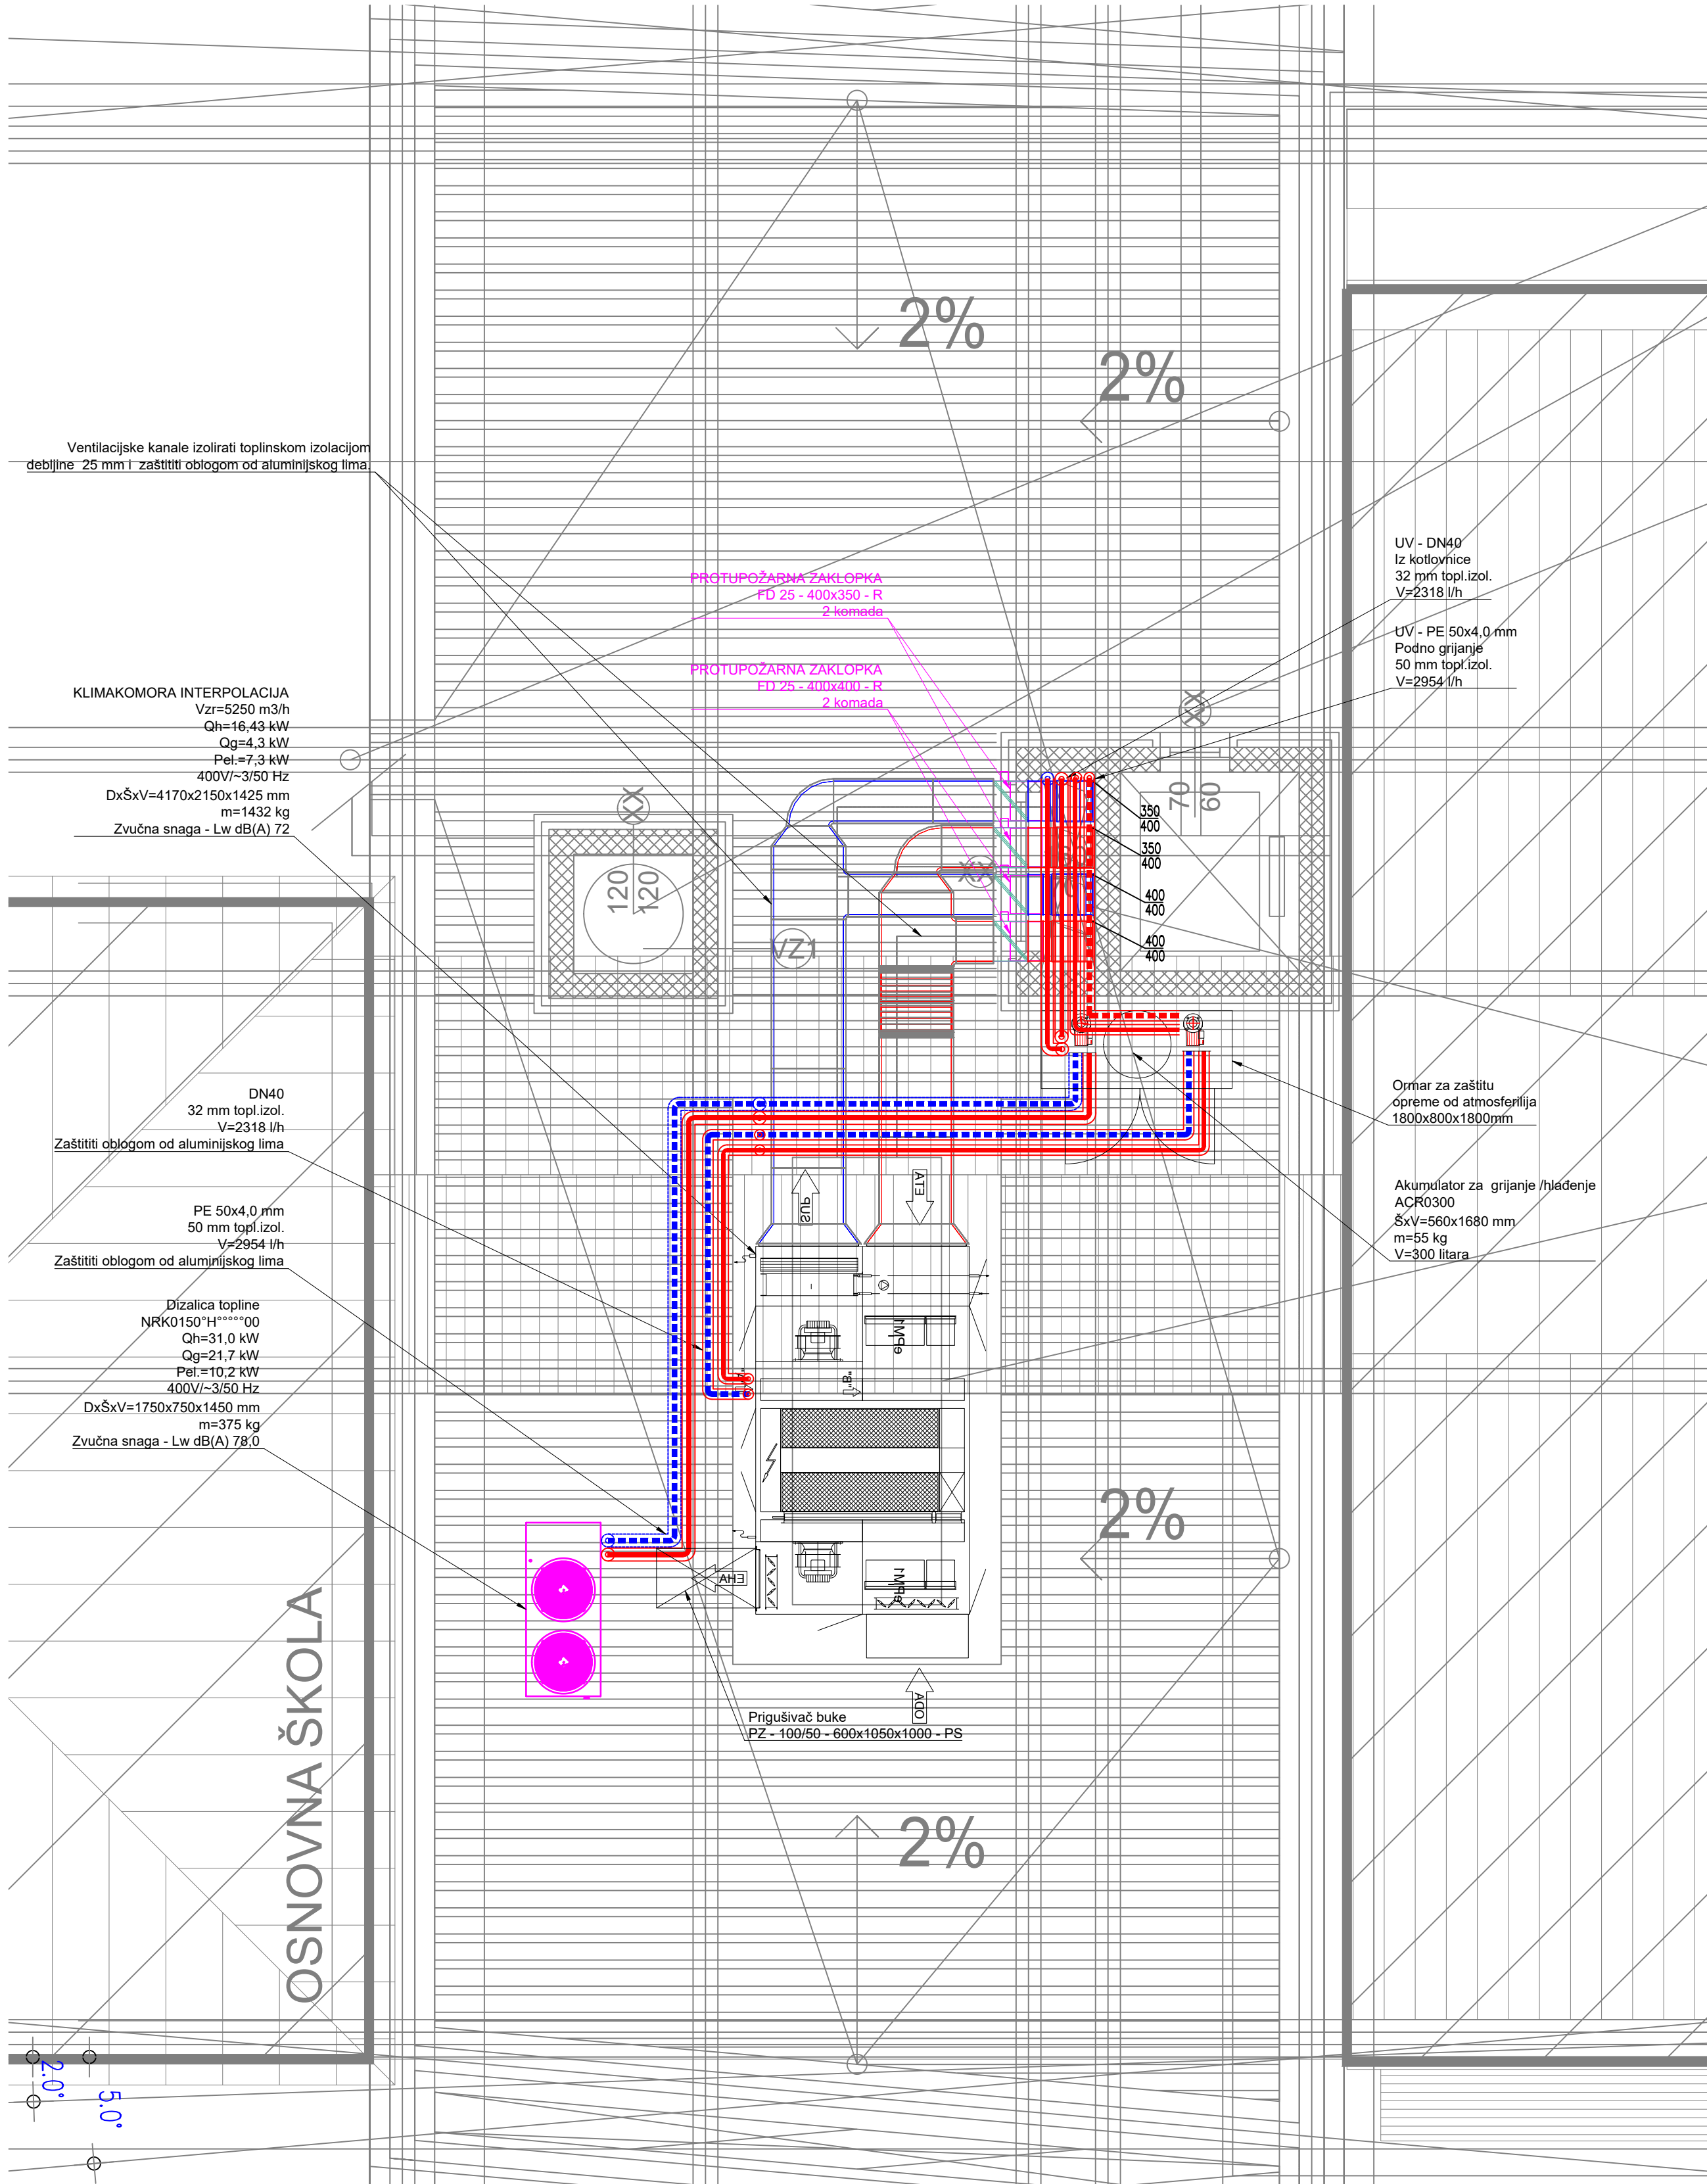 2%
2%
Ventilacijske kanale izolirati toplinskom izolacijom
debljine 25 mm i zaštititi oblogom od aluminijskog lima.
PROTUPOŽARNA ZAKLOPKA
FD 25 - 400x350 - R
2 komada
PROTUPOŽARNA ZAKLOPKA
FD 25 - 400x400 - R
2 komada
UV - DN40
Iz kotlovnice
32 mm topl.izol.
V=2318 l/h
UV - PE 50x4,0 mm
Podno grijanje
50 mm topl.izol.
V=2954 l/h
KLIMAKOMORA INTERPOLACIJA
Vzr=5250 m3/h
Qh=16,43 kW
Qg=4,3 kW
Pel.=7,3 kW
400V/~3/50 Hz
DxŠxV=4170x2150x1425 mm
m=1432 kg
Zvučna snaga - Lw dB(A) 72
XX
XX
XX
70
60
120
120
VZ1
350
400
350
400
400
400
400
400
DN40
32 mm topl.izol.
V=2318 l/h
Zaštititi oblogom od aluminijskog lima
PE 50x4,0 mm
50 mm topl.izol.
V=2954 l/h
Zaštititi oblogom od aluminijskog lima
Dizalica topline
NRK0150°H°°°°°00
Qh=31,0 kW
Qg=21,7 kW
Pel.=10,2 kW
400V/~3/50 Hz
DxŠxV=1750x750x1450 mm
m=375 kg
Zvučna snaga - Lw dB(A) 78,0
Ormar za zaštitu
opreme od atmosferilija
1800x800x1800mm
Akumulator za grijanje /hlađenje
ACR0300
ŠxV=560x1680 mm
m=55 kg
V=300 litara
SUP
ETA
ePM1
"B"
ePM1
EHA
ODA
2%
Prigušivač buke
PZ - 100/50 - 600x1050x1000 - PS
2%
OSNOVNA ŠKOLA
2.0°
5.0°